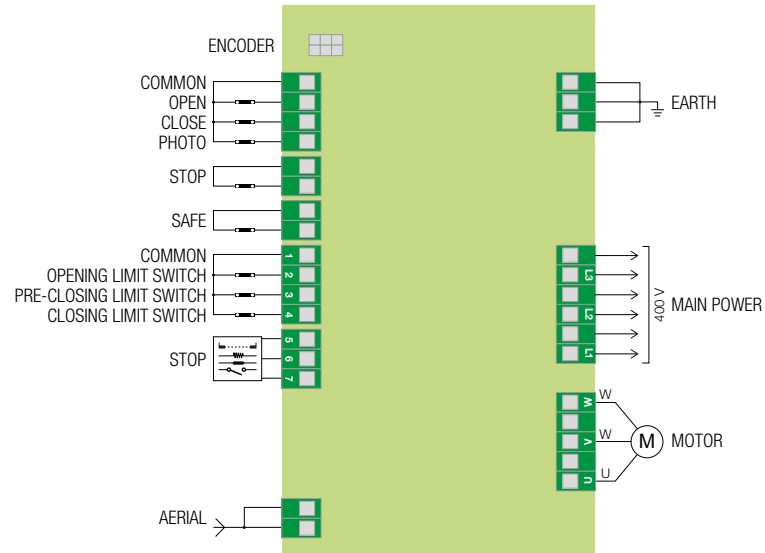 ENCODER
COMMON
OPEN
CLOSE
PHOTO
STOP
SAFE
COMMON
OPENING LIMIT SWITCH
PRE-CLOSING LIMIT SWITCH
CLOSING LIMIT SWITCH
1
2
3
4
STOP
5
6
7
AERIAL
EARTH
L3
L2
L1
400 V
MAIN POWER
W
V
U
W
W
U
M
MOTOR